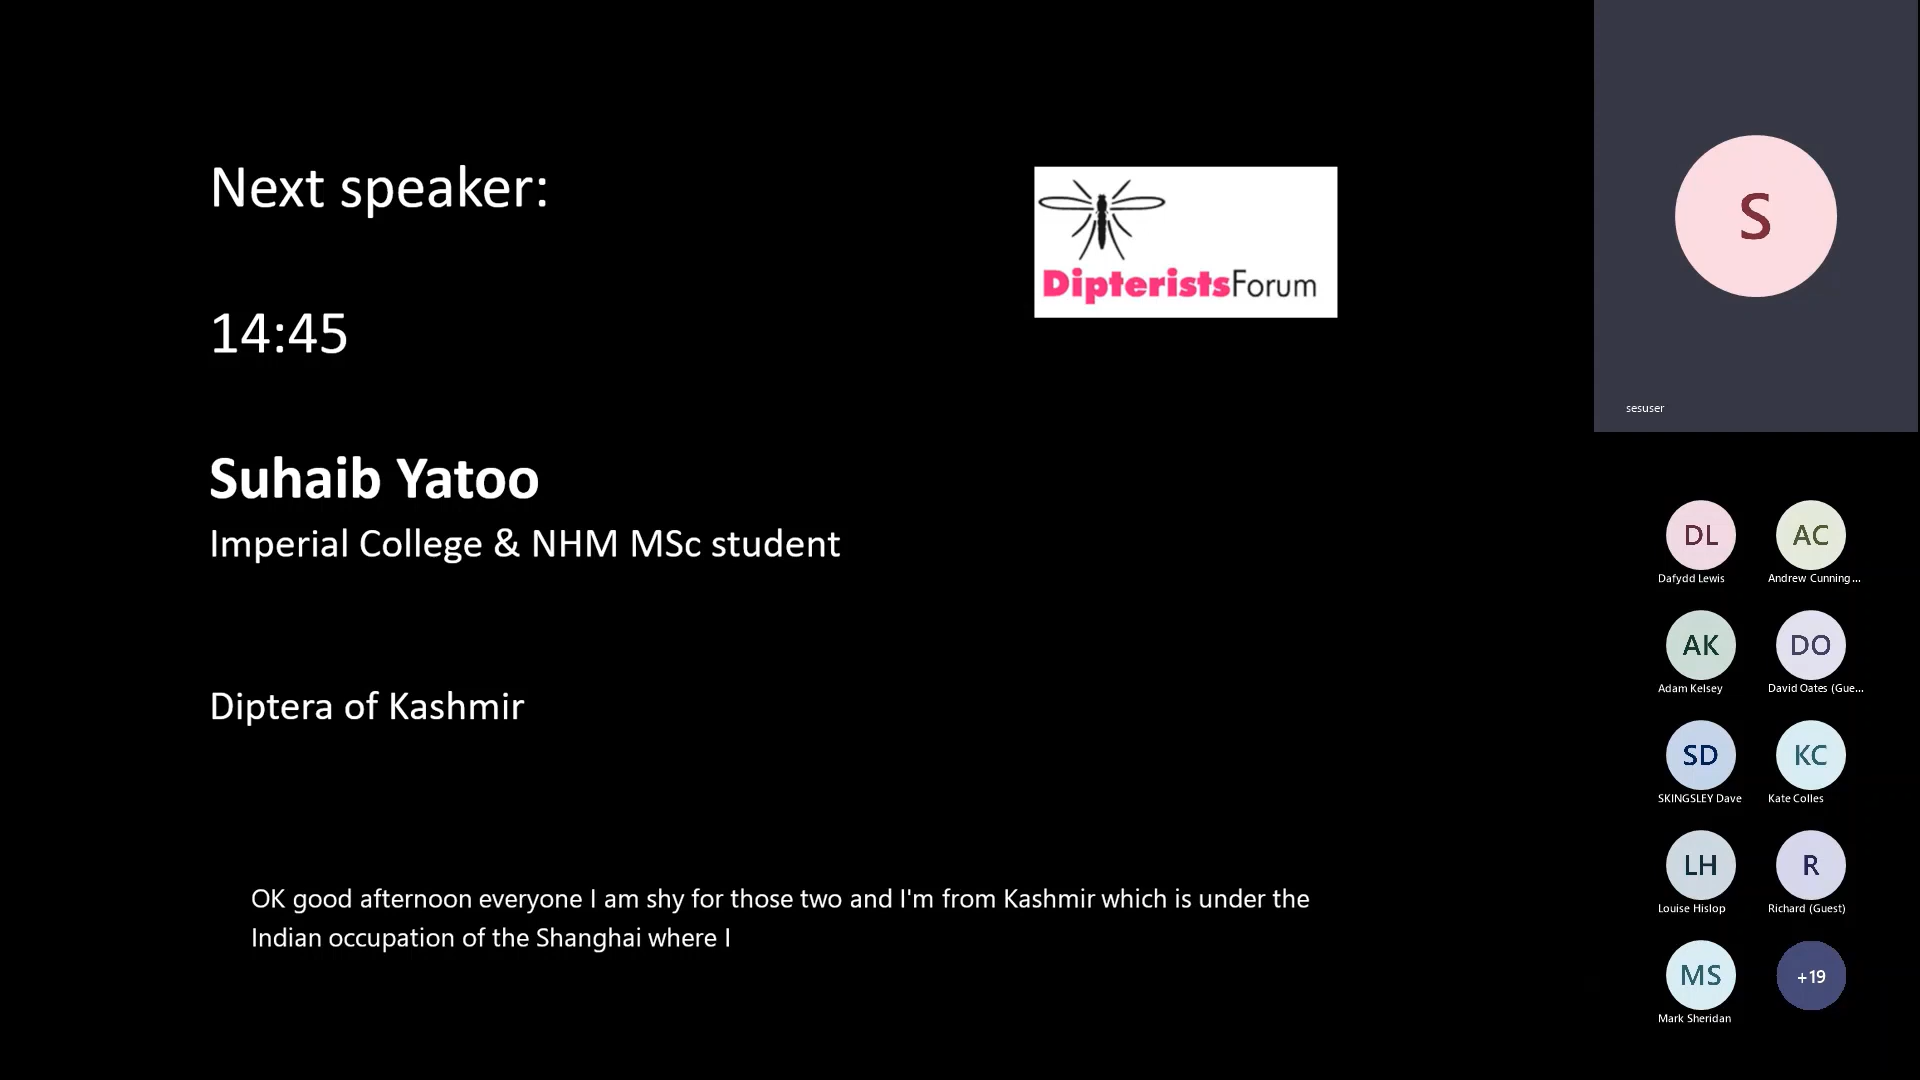 Next speaker:
14:45
Suhaib Yatoo
Imperial College & NHM MSc student
Diptera of Kashmir
OK good afternoon everyone I am shy for those two and I'm from Kashmir which is under the
Indian occupation of the Shanghai where I
DipteristsForum
S
sesuser
DL AC
Dafydd Lewis Andrew Cunning...
AK DO
Adam Kelsey David Oates (Gue...
SD KC
SKINGSLEY Dave Kate Colles
LH R
Louise Hislop Richard (Guest)
MS +19
Mark Sheridan